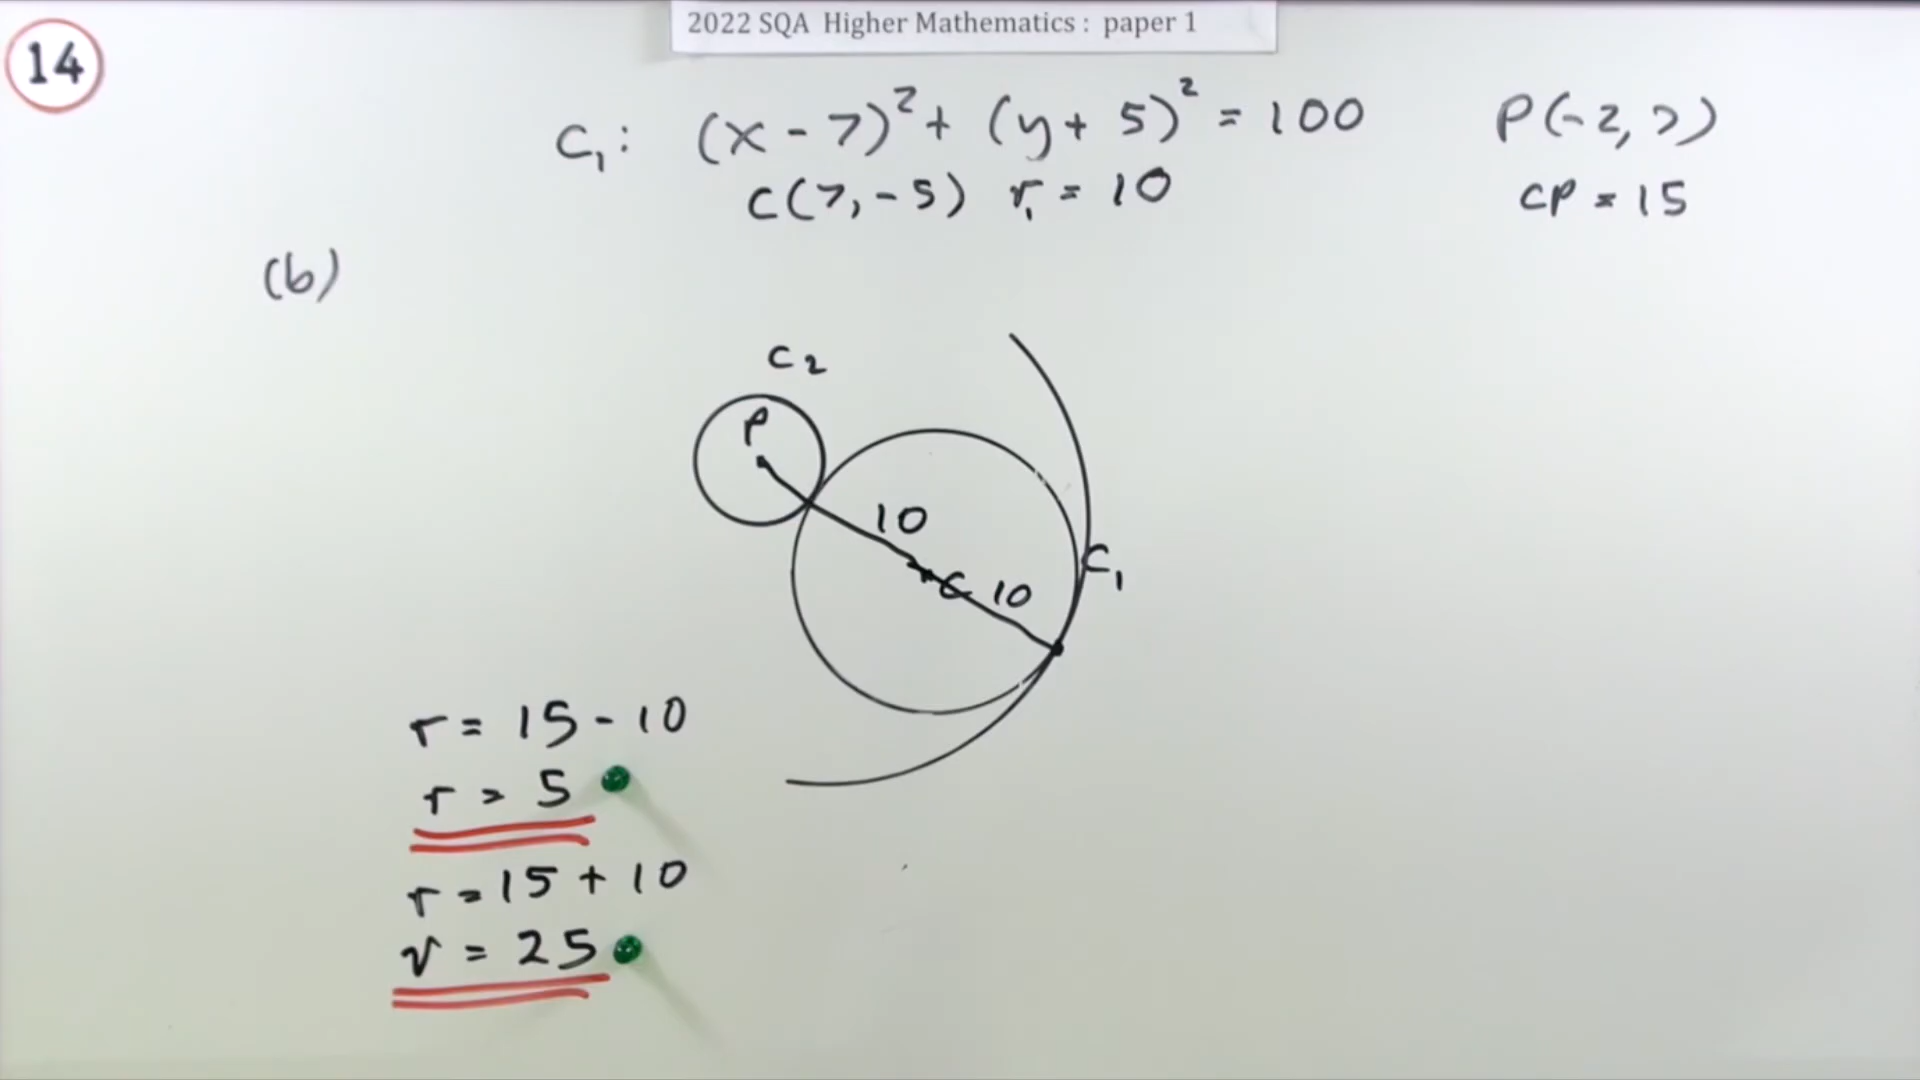 2022 SQA Higher Mathematics : paper 1
14
C₁: (x - 7)² + (y + 5)² = 100 P(-2, 7)
C(7, -5) r₁ = 10 CP = 15
(b)
C₂
P
10
C 10
C₁
r = 15 - 10
r = 5
r = 15 + 10
r = 25